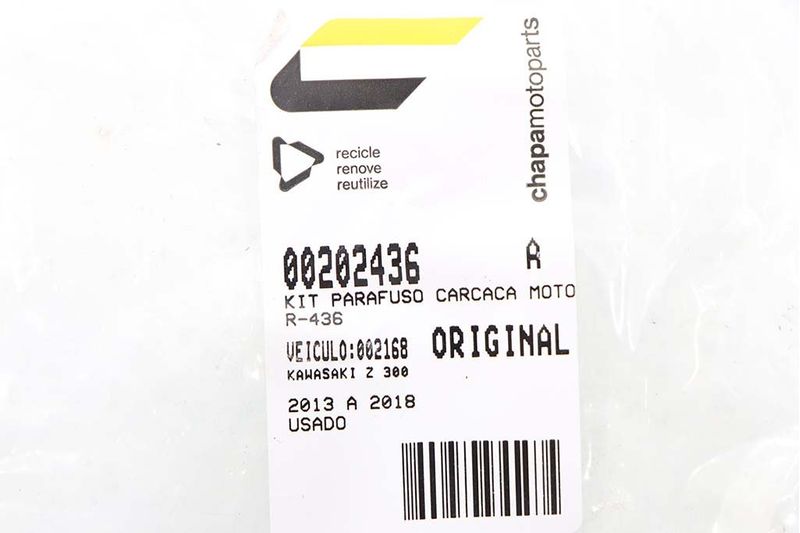 chapamotoparts
recicle
renove
reutilize
00202436 A
KIT PARAFUSO CARCACA MOTO
R-436
VEICULO:002168 ORIGINAL
KAWASAKI Z 300
2013 A 2018
USADO